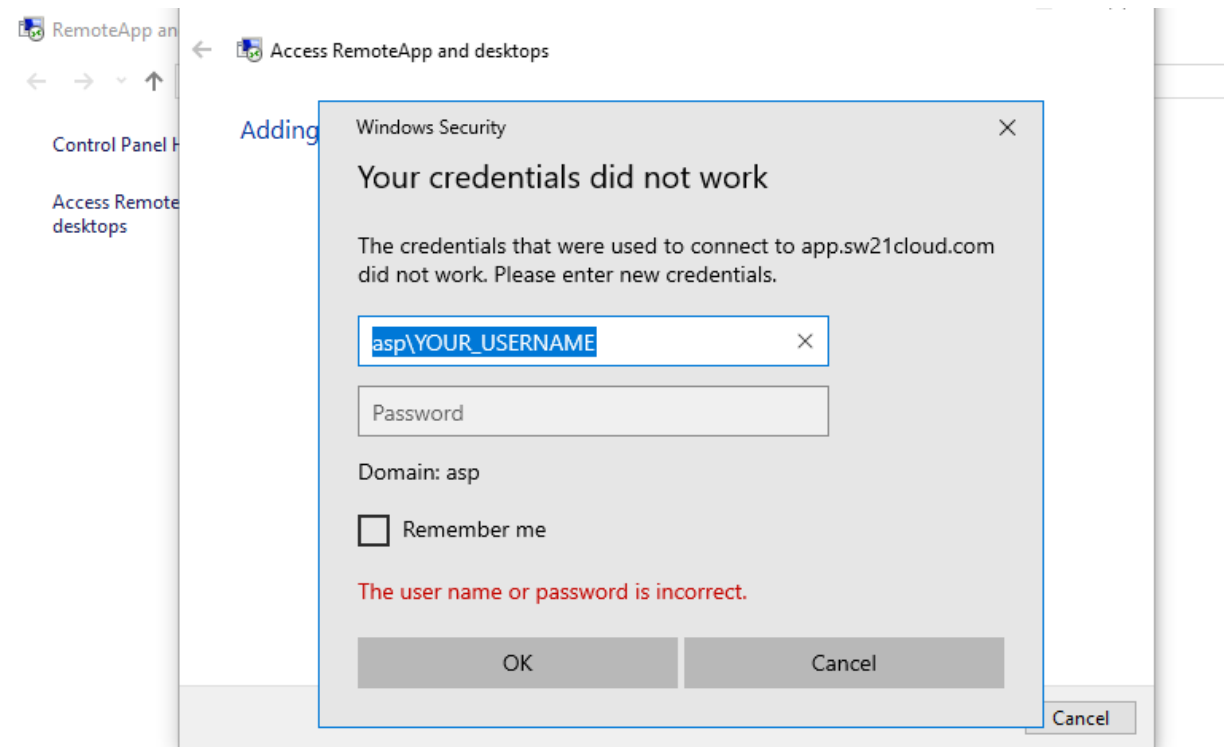 RemoteApp an
Access RemoteApp and desktops
Control Panel H
Access Remote
desktops
Adding
Windows Security
Your credentials did not work
The credentials that were used to connect to app.sw21cloud.com
did not work. Please enter new credentials.
asp\YOUR_USERNAME
Password
Domain: asp
Remember me
The user name or password is incorrect.
OK
Cancel
Cancel